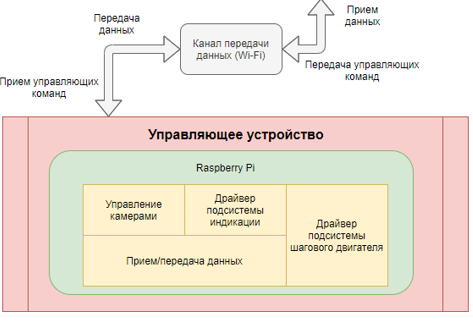 Передача
данных
Прием
данных
Канал передачи
данных (Wi-Fi)
Прием управляющих
команд
Передача управляющих
команд
Управляющее устройство
Raspberry Pi
Управление
камерами
Драйвер
подсистемы
индикации
Драйвер
подсистемы
шагового двигателя
Прием/передача данных